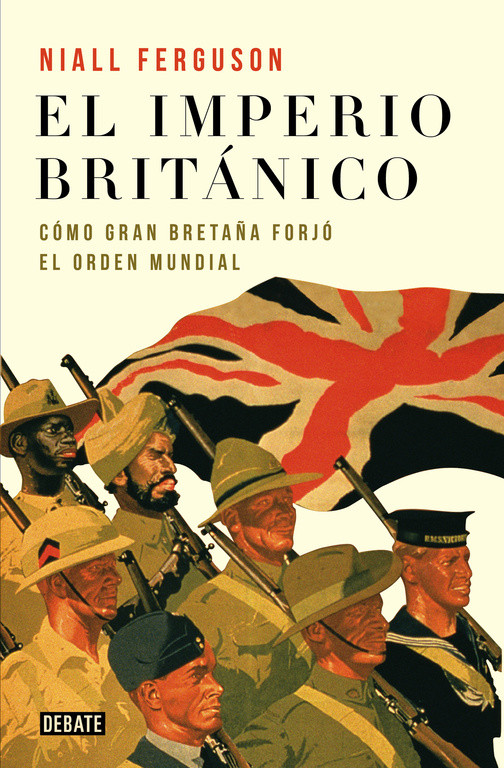 NIALL FERGUSON
EL IMPERIO
BRITÁNICO
CÓMO GRAN BRETAÑA FORJÓ
EL ORDEN MUNDIAL
DEBATE